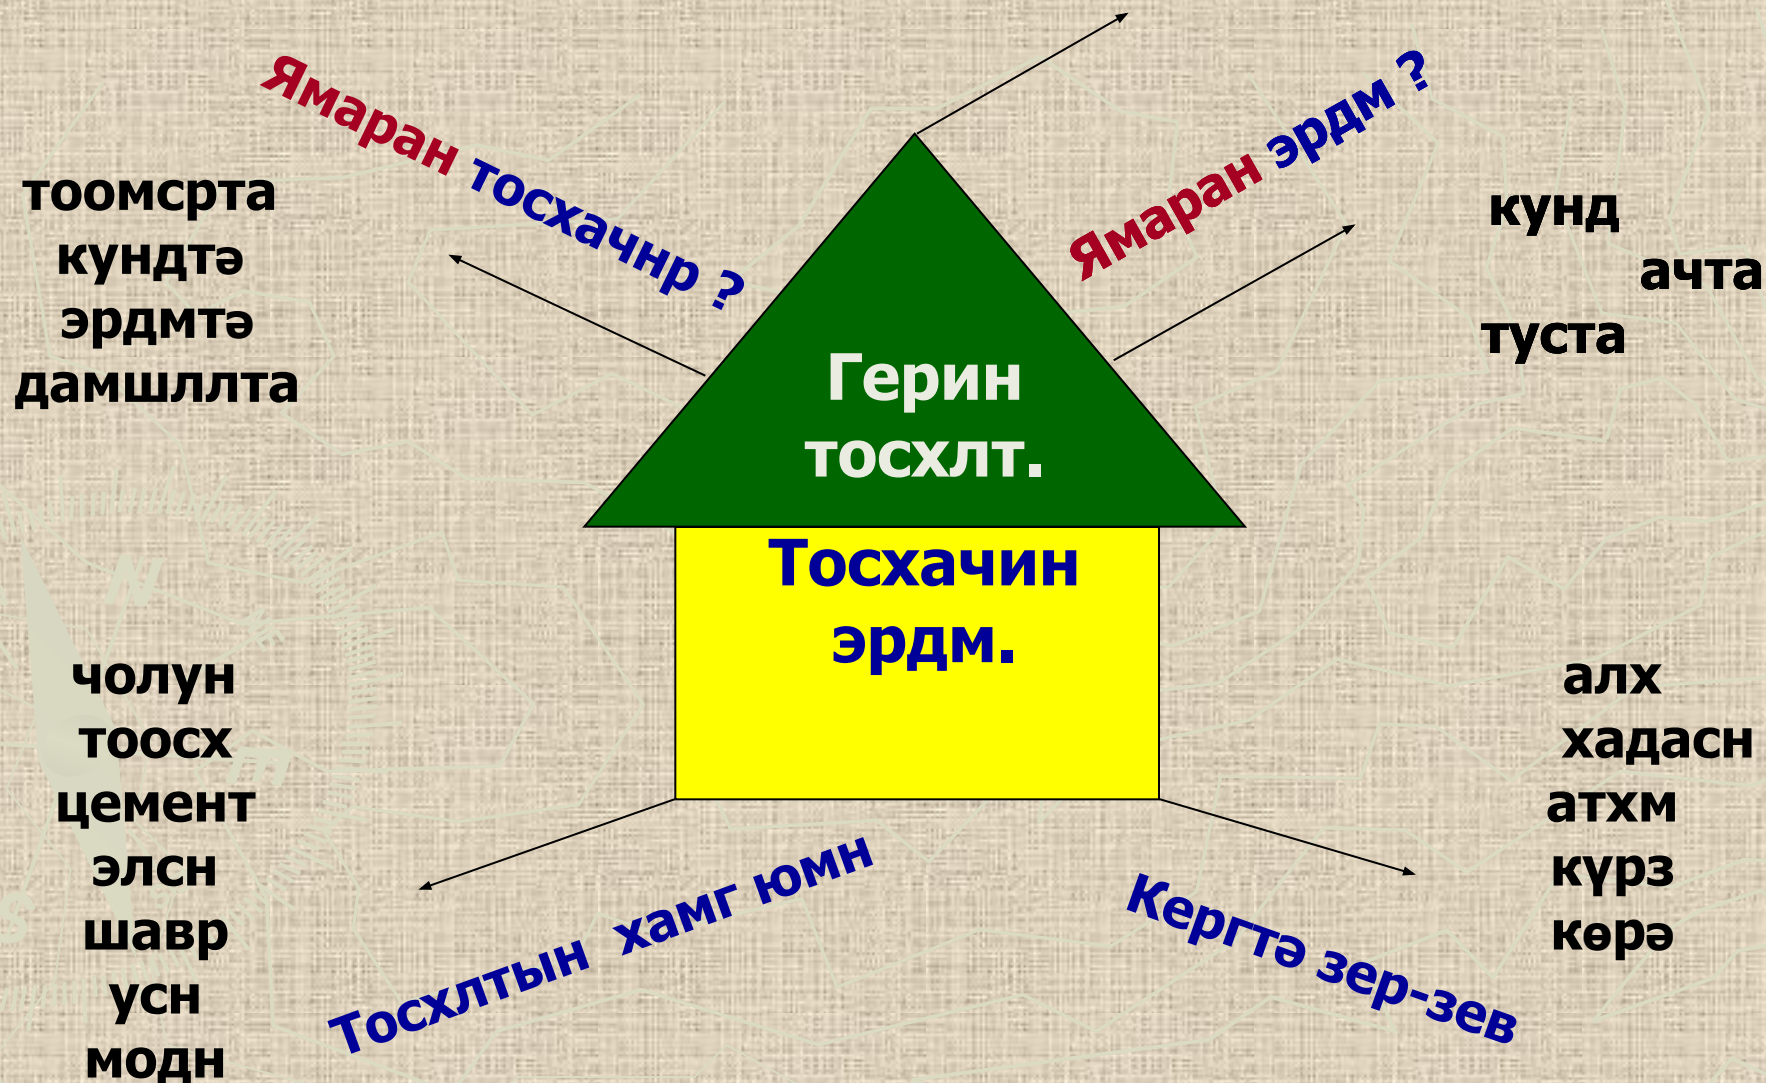 Ямаран тосхачнр ?
тоомсрта
кундтә
эрдмтә
дамшллта
Ямаран эрдм ?
кунд
ачта
туста
Герин
тосхлт.
Тосхачин
эрдм.
чолун
тоосх
цемент
элсн
шавр
усн
модн
Тосхлтын хамг юмн
алх
хадасн
атхм
күрз
көрә
Кергтә зер-зев
N
m
S